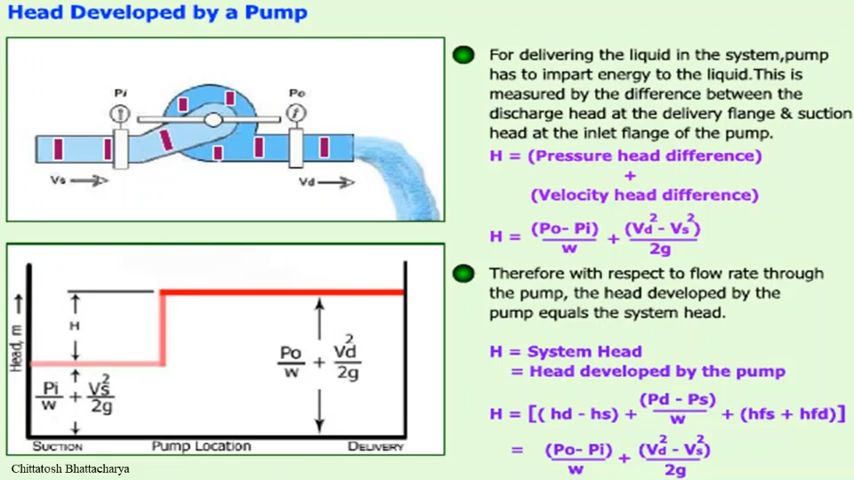 Head Developed by a Pump
Pi
Po
Vs
Vd
For delivering the liquid in the system,pump
has to impart energy to the liquid.This is
measured by the difference between the
discharge head at the delivery flange & suction
head at the inlet flange of the pump.
H = (Pressure head difference)
+
(Velocity head difference)
H = (Po- Pi)/w + (Vd² - Vs²)/2g
Therefore with respect to flow rate through
the pump, the head developed by the
pump equals the system head.
H = System Head
= Head developed by the pump
H = [( hd - hs) + (Pd - Ps)/w + (hfs + hfd)]
= (Po- Pi)/w + (Vd² - Vs²)/2g
Head, m
H
Pi/w + Vs²/2g
Po/w + Vd²/2g
SUCTION
Pump Location
DELIVERY
Chittatosh Bhattacharya